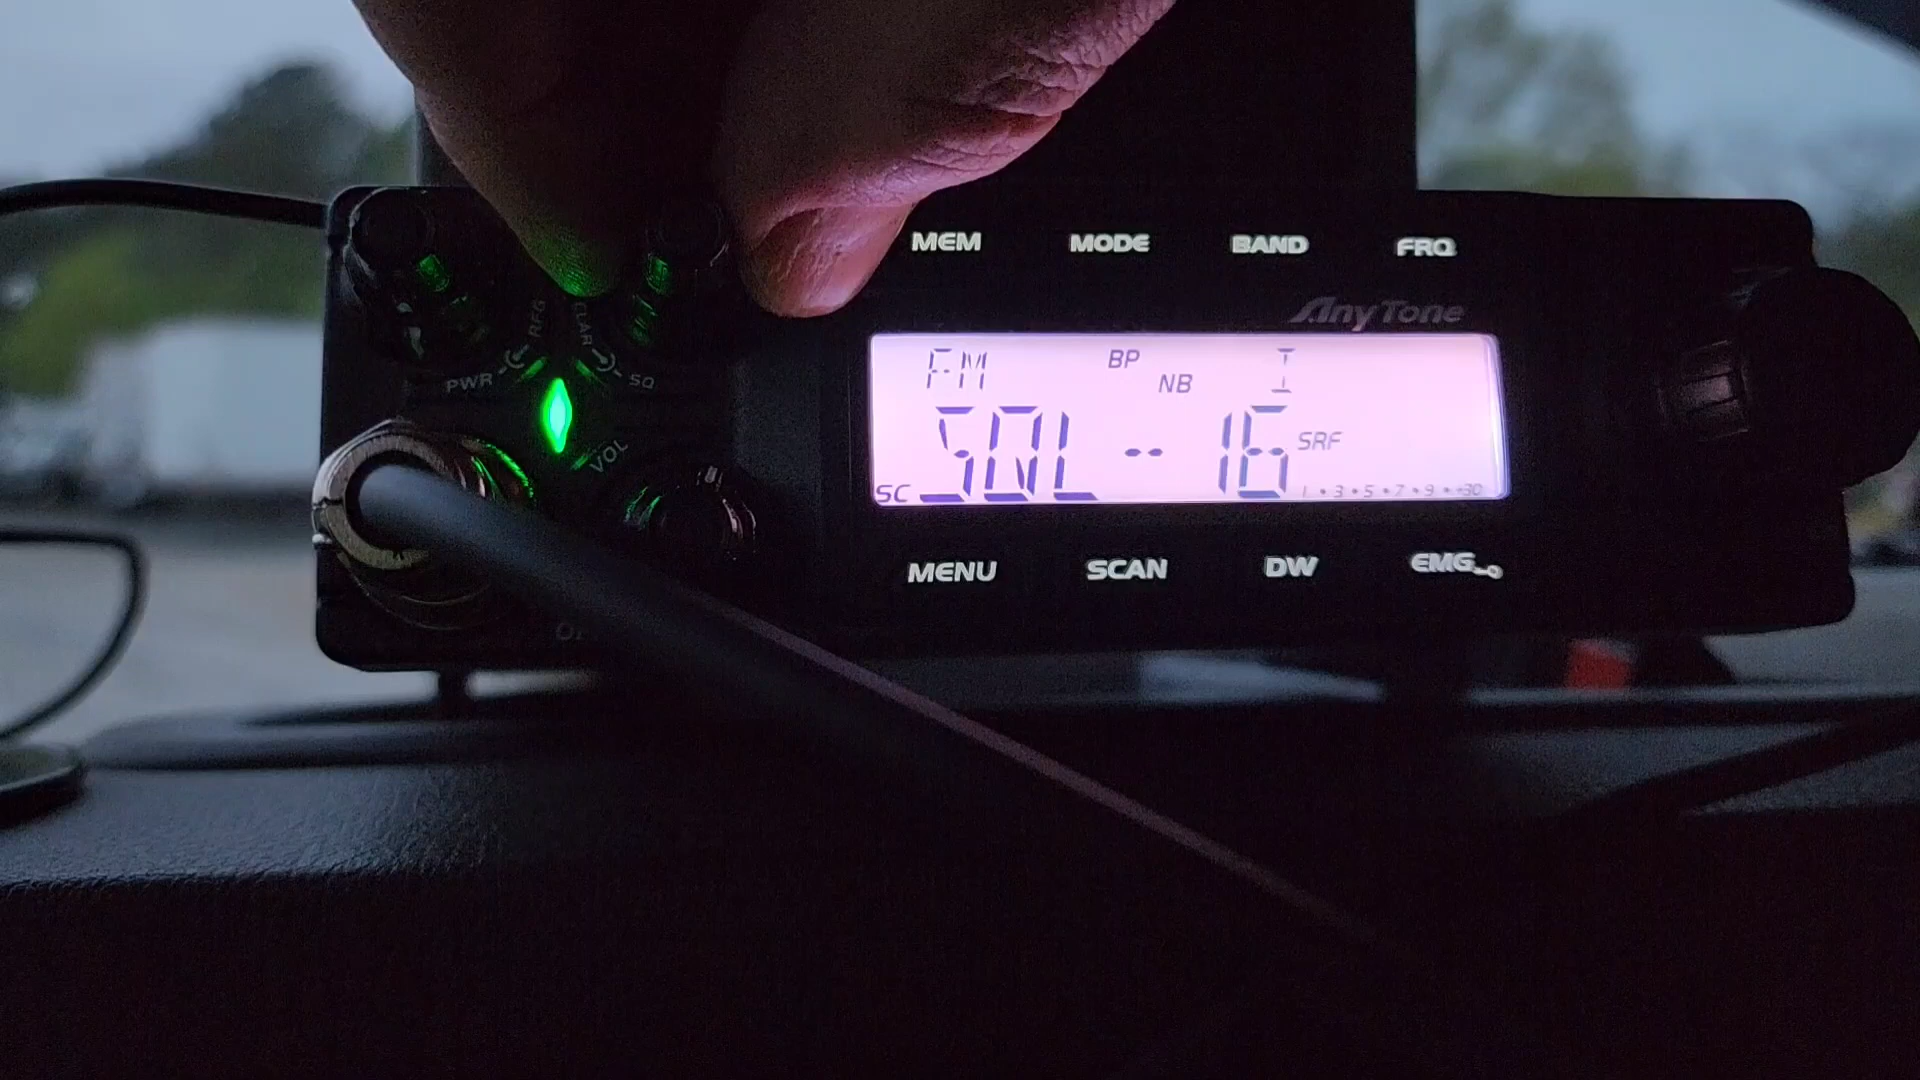 MEM MODE BAND FRQ
AnyTone
RFG CLAR
PWR SQ
VOL
FM BP NB I
SQL -- 16 SRF
SC 1 • 3 • 5 • 7 • 9 • +30
MENU SCAN DW EMG